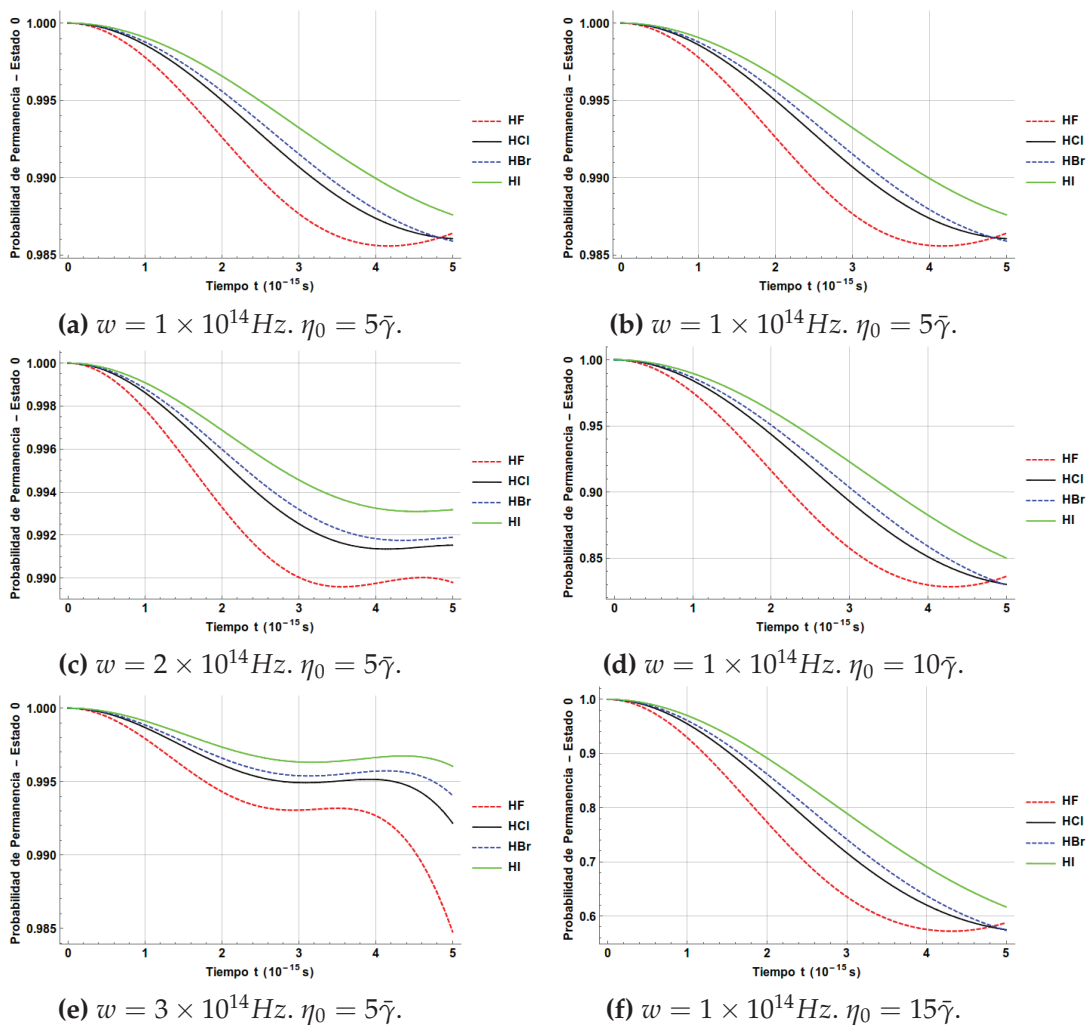 Probabilidad de Permanencia – Estado 0
1.000
0.995
0.990
0.985
0 1 2 3 4 5
Tiempo t (10⁻¹⁵ s)
HF
HCl
HBr
HI
(a) w = 1 × 10¹⁴Hz. η₀ = 5γ̄.
Probabilidad de Permanencia – Estado 0
1.000
0.995
0.990
0.985
0 1 2 3 4 5
Tiempo t (10⁻¹⁵ s)
HF
HCl
HBr
HI
(b) w = 1 × 10¹⁴Hz. η₀ = 5γ̄.
Probabilidad de Permanencia – Estado 0
1.000
0.998
0.996
0.994
0.992
0.990
0 1 2 3 4 5
Tiempo t (10⁻¹⁵ s)
HF
HCl
HBr
HI
(c) w = 2 × 10¹⁴Hz. η₀ = 5γ̄.
Probabilidad de Permanencia – Estado 0
1.00
0.95
0.90
0.85
0 1 2 3 4 5
Tiempo t (10⁻¹⁵ s)
HF
HCl
HBr
HI
(d) w = 1 × 10¹⁴Hz. η₀ = 10γ̄.
Probabilidad de Permanencia – Estado 0
1.000
0.995
0.990
0.985
0 1 2 3 4 5
Tiempo t (10⁻¹⁵ s)
HF
HCl
HBr
HI
(e) w = 3 × 10¹⁴Hz. η₀ = 5γ̄.
Probabilidad de Permanencia – Estado 0
1.0
0.9
0.8
0.7
0.6
0 1 2 3 4 5
Tiempo t (10⁻¹⁵ s)
HF
HCl
HBr
HI
(f) w = 1 × 10¹⁴Hz. η₀ = 15γ̄.